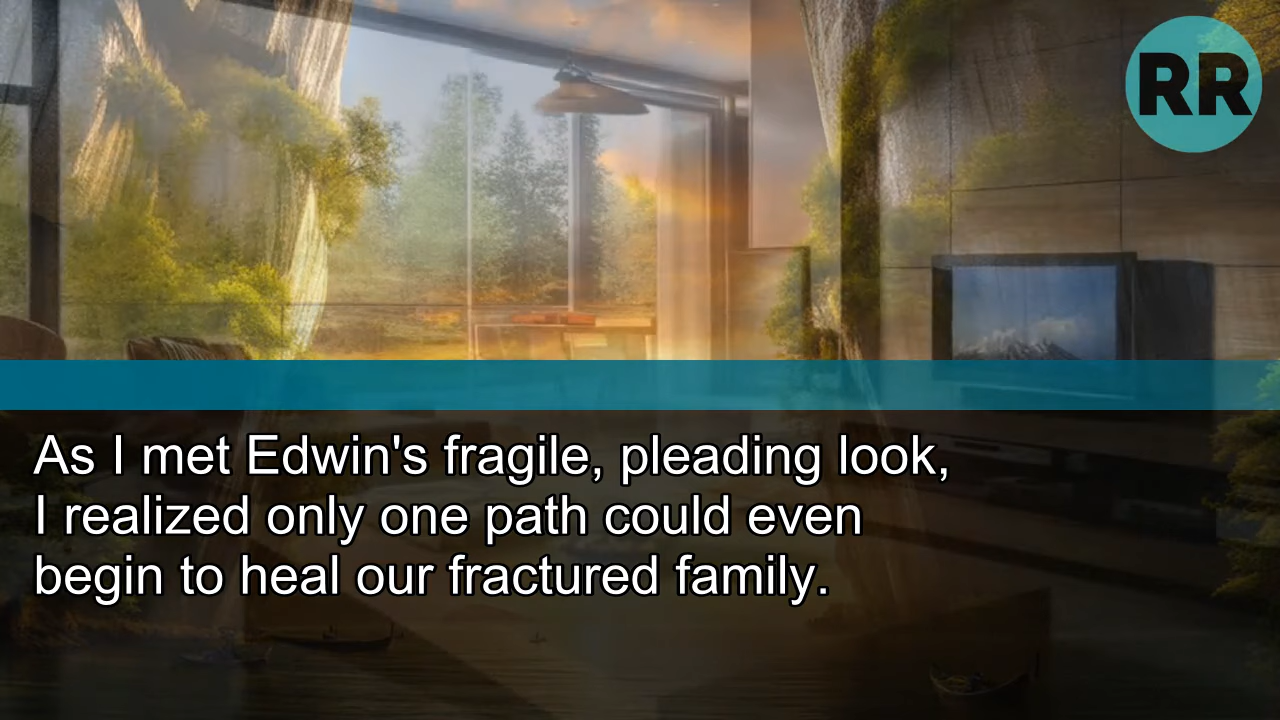 RR
As I met Edwin's fragile, pleading look,
I realized only one path could even
begin to heal our fractured family.